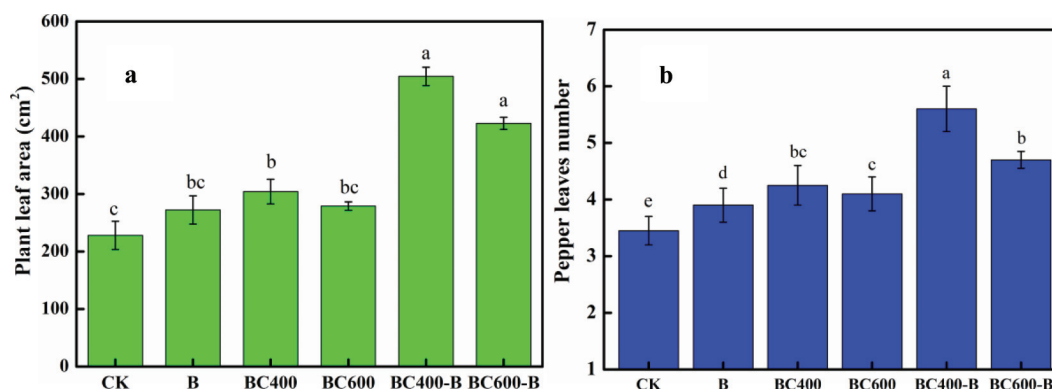 a
Plant leaf area (cm²)
600
500
400
300
200
100
0
c
bc
b
bc
a
a
CK B BC400 BC600 BC400-B BC600-B
b
Pepper leaves number
7
6
5
4
3
2
1
e
d
bc
c
a
b
CK B BC400 BC600 BC400-B BC600-B